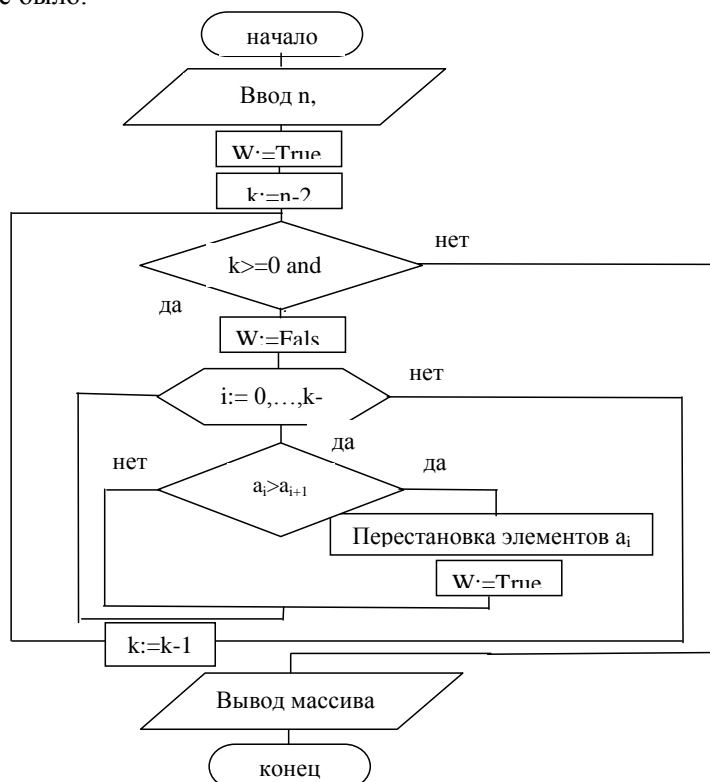 е было.
начало
Ввод n,
W:=True
k:=n-2
нет
k>=0 and
да
W:=Fals
нет
i:= 0,…,k-
да
нет
да
ai>ai+1
Перестановка элементов ai
W:=True
k:=k-1
Вывод массива
конец